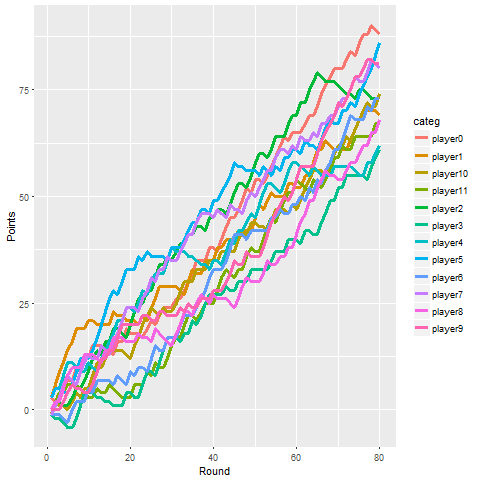 75
50
25
0
Points
0
20
40
60
80
Round
categ
player0
player1
player10
player11
player2
player3
player4
player5
player6
player7
player8
player9